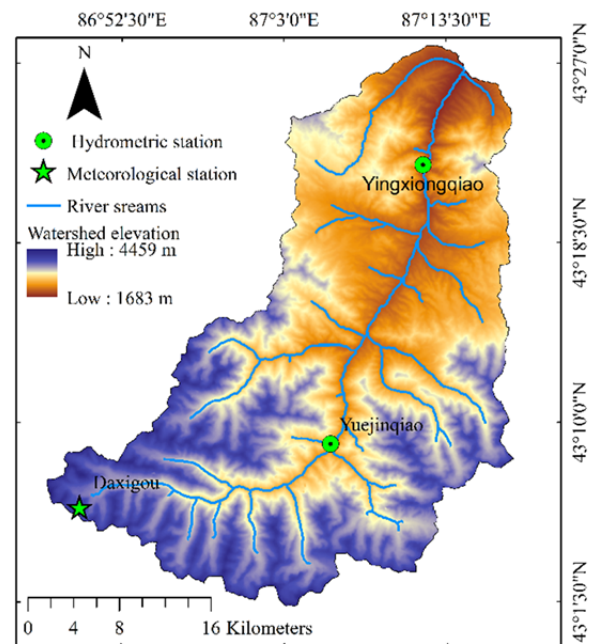 86°52'30"E 87°3'30"E 87°13'30"E
N
43°27'0"N
Hydrometric station
Meteorological station
Yingxiongqiao
River sreams
Watershed elevation
High : 4459 m
43°18'30"N
Low : 1683 m
Yuejinqiao
43°10'0"N
Daxigou
43°1'30"N
0 4 8 16 Kilometers